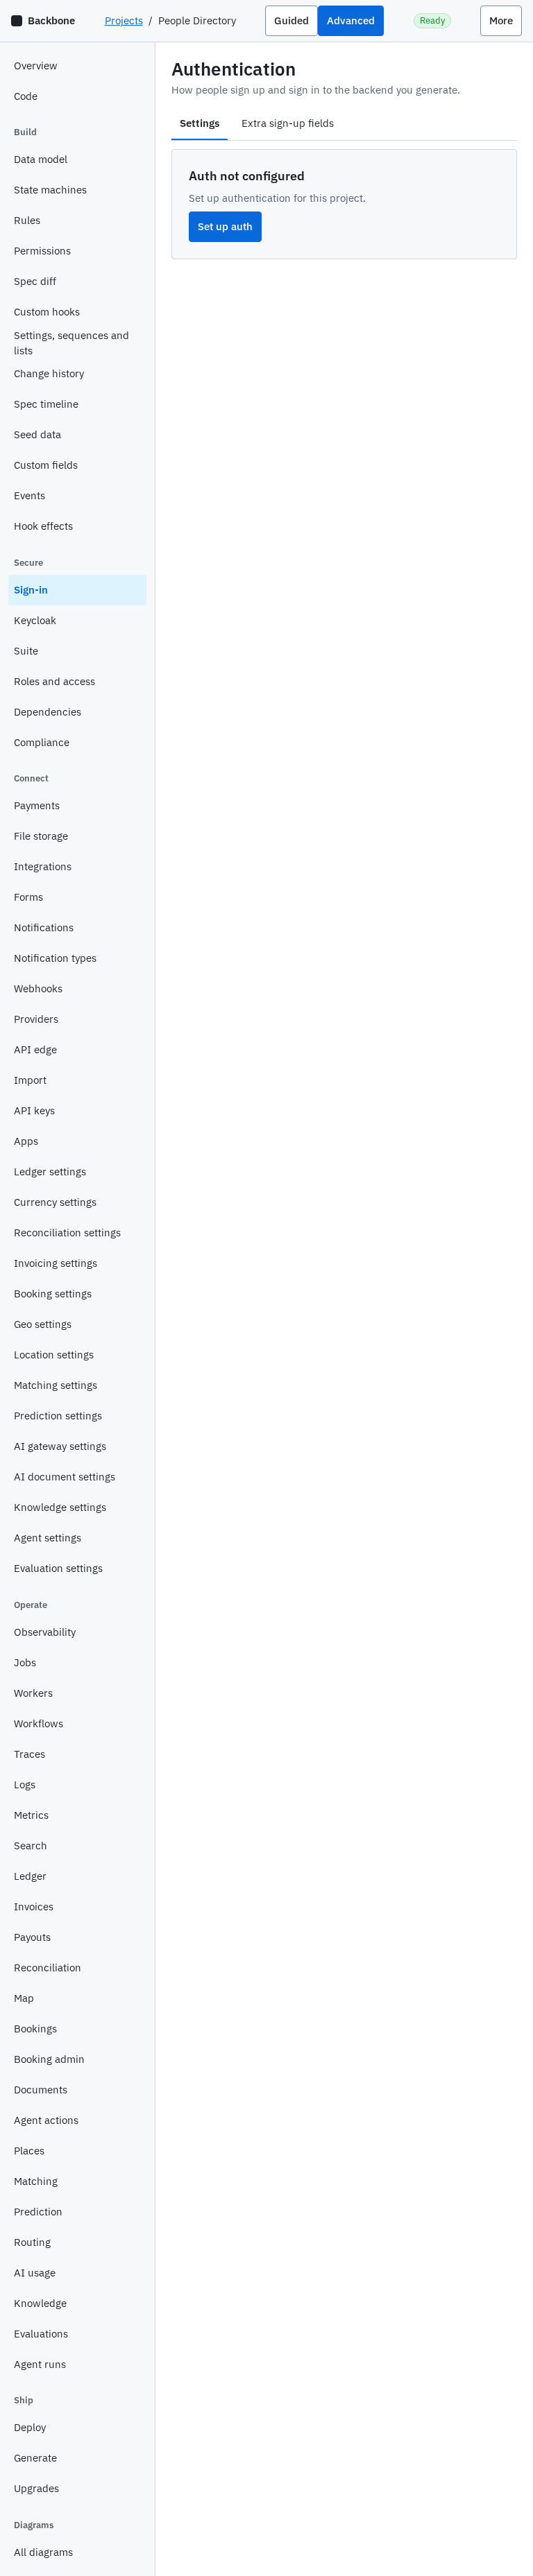 Backbone
Projects / People Directory
Guided
Advanced
Ready
More
Overview
Code
Build
Data model
State machines
Rules
Permissions
Spec diff
Custom hooks
Settings, sequences and
lists
Change history
Spec timeline
Seed data
Custom fields
Events
Hook effects
Secure
Sign-in
Keycloak
Suite
Roles and access
Dependencies
Compliance
Connect
Payments
File storage
Integrations
Forms
Notifications
Notification types
Webhooks
Providers
API edge
Import
API keys
Apps
Ledger settings
Currency settings
Reconciliation settings
Invoicing settings
Booking settings
Geo settings
Location settings
Matching settings
Prediction settings
AI gateway settings
AI document settings
Knowledge settings
Agent settings
Evaluation settings
Operate
Observability
Jobs
Workers
Workflows
Traces
Logs
Metrics
Search
Ledger
Invoices
Payouts
Reconciliation
Map
Bookings
Booking admin
Documents
Agent actions
Places
Matching
Prediction
Routing
AI usage
Knowledge
Evaluations
Agent runs
Ship
Deploy
Generate
Upgrades
Diagrams
All diagrams
Authentication
How people sign up and sign in to the backend you generate.
Settings
Extra sign-up fields
Auth not configured
Set up authentication for this project.
Set up auth